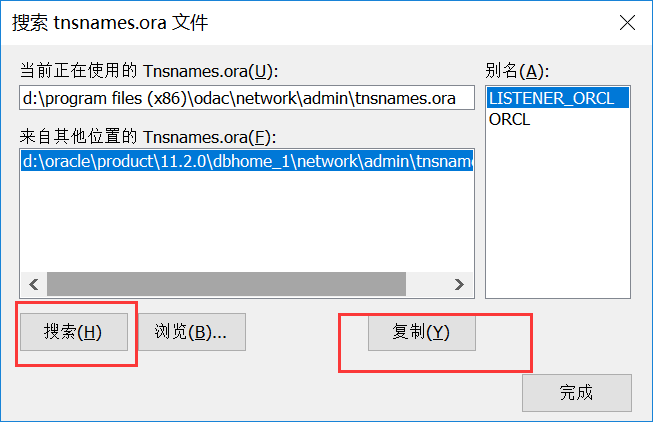 搜索 tnsnames.ora 文件
当前正在使用的 Tnsnames.ora(U):
d:\program files (x86)\odac\network\admin\tnsnames.ora
来自其他位置的 Tnsnames.ora(F):
d:\oracle\product\11.2.0\dbhome_1\network\admin\tnsname
别名(A):
LISTENER_ORCL
ORCL
搜索(H)
浏览(B)...
复制(Y)
完成